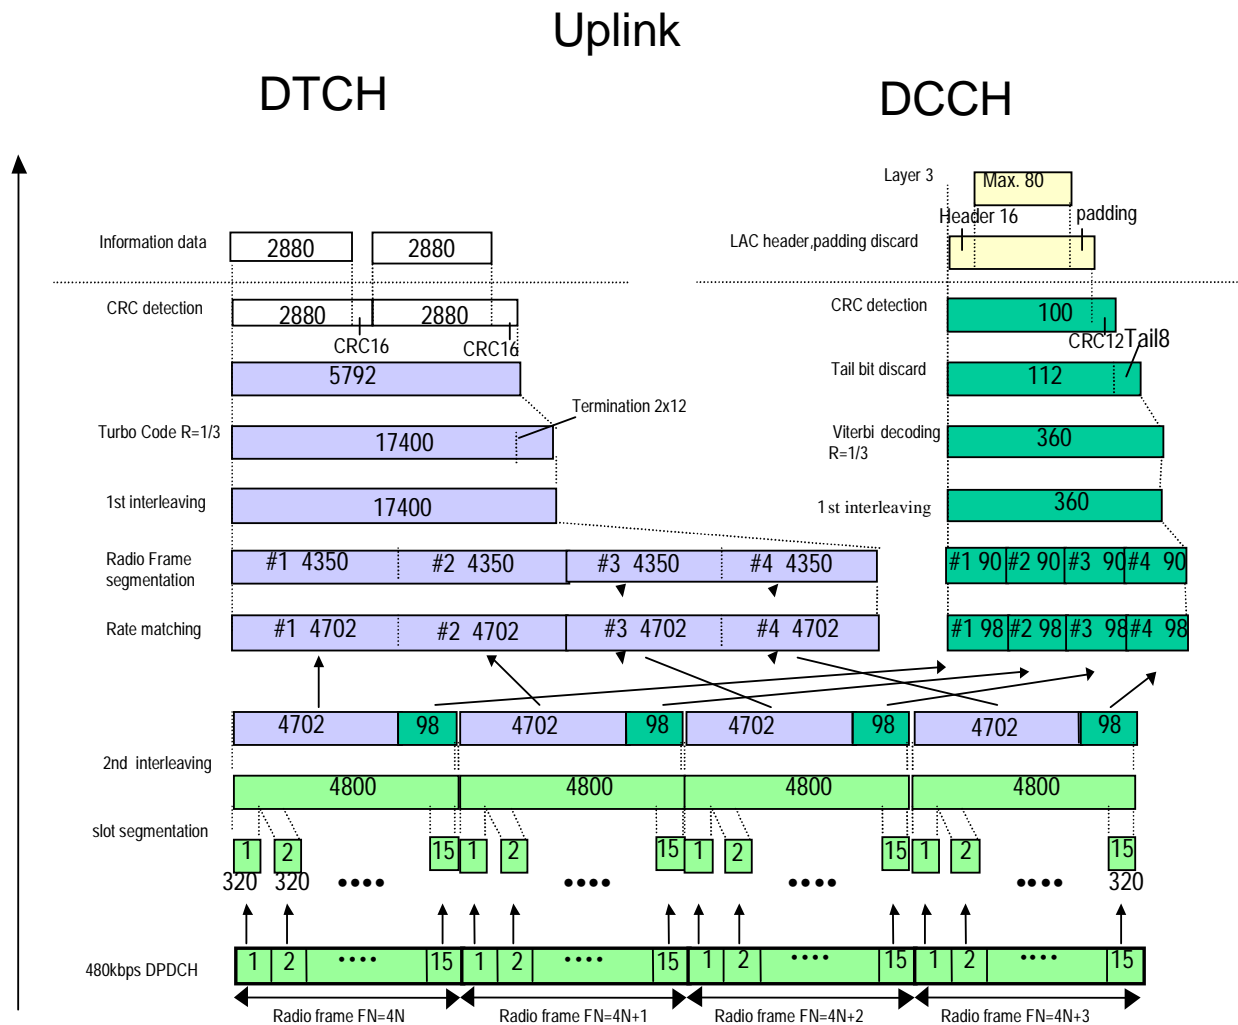 Uplink
DTCH
DCCH
Layer 3
Max. 80
Header 16
padding
Information data
2880
2880
LAC header,padding discard
CRC detection
2880
2880
CRC detection
100
CRC16
CRC16
CRC12
Tail8
5792
Tail bit discard
112
Termination 2x12
Turbo Code R=1/3
17400
Viterbi decoding
R=1/3
360
1st interleaving
17400
1st interleaving
360
Radio Frame
segmentation
#1 4350
#2 4350
#3 4350
#4 4350
#1 90
#2 90
#3 90
#4 90
Rate matching
#1 4702
#2 4702
#3 4702
#4 4702
#1 98
#2 98
#3 98
#4 98
4702
98
4702
98
4702
98
4702
98
2nd interleaving
4800
4800
4800
4800
slot segmentation
1
2
15
1
2
15
1
2
15
1
2
15
320
320
••••
••••
••••
••••
320
480kbps DPDCH
1
2
••••
15
1
2
••••
15
1
2
••••
15
1
2
••••
15
Radio frame FN=4N
Radio frame FN=4N+1
Radio frame FN=4N+2
Radio frame FN=4N+3